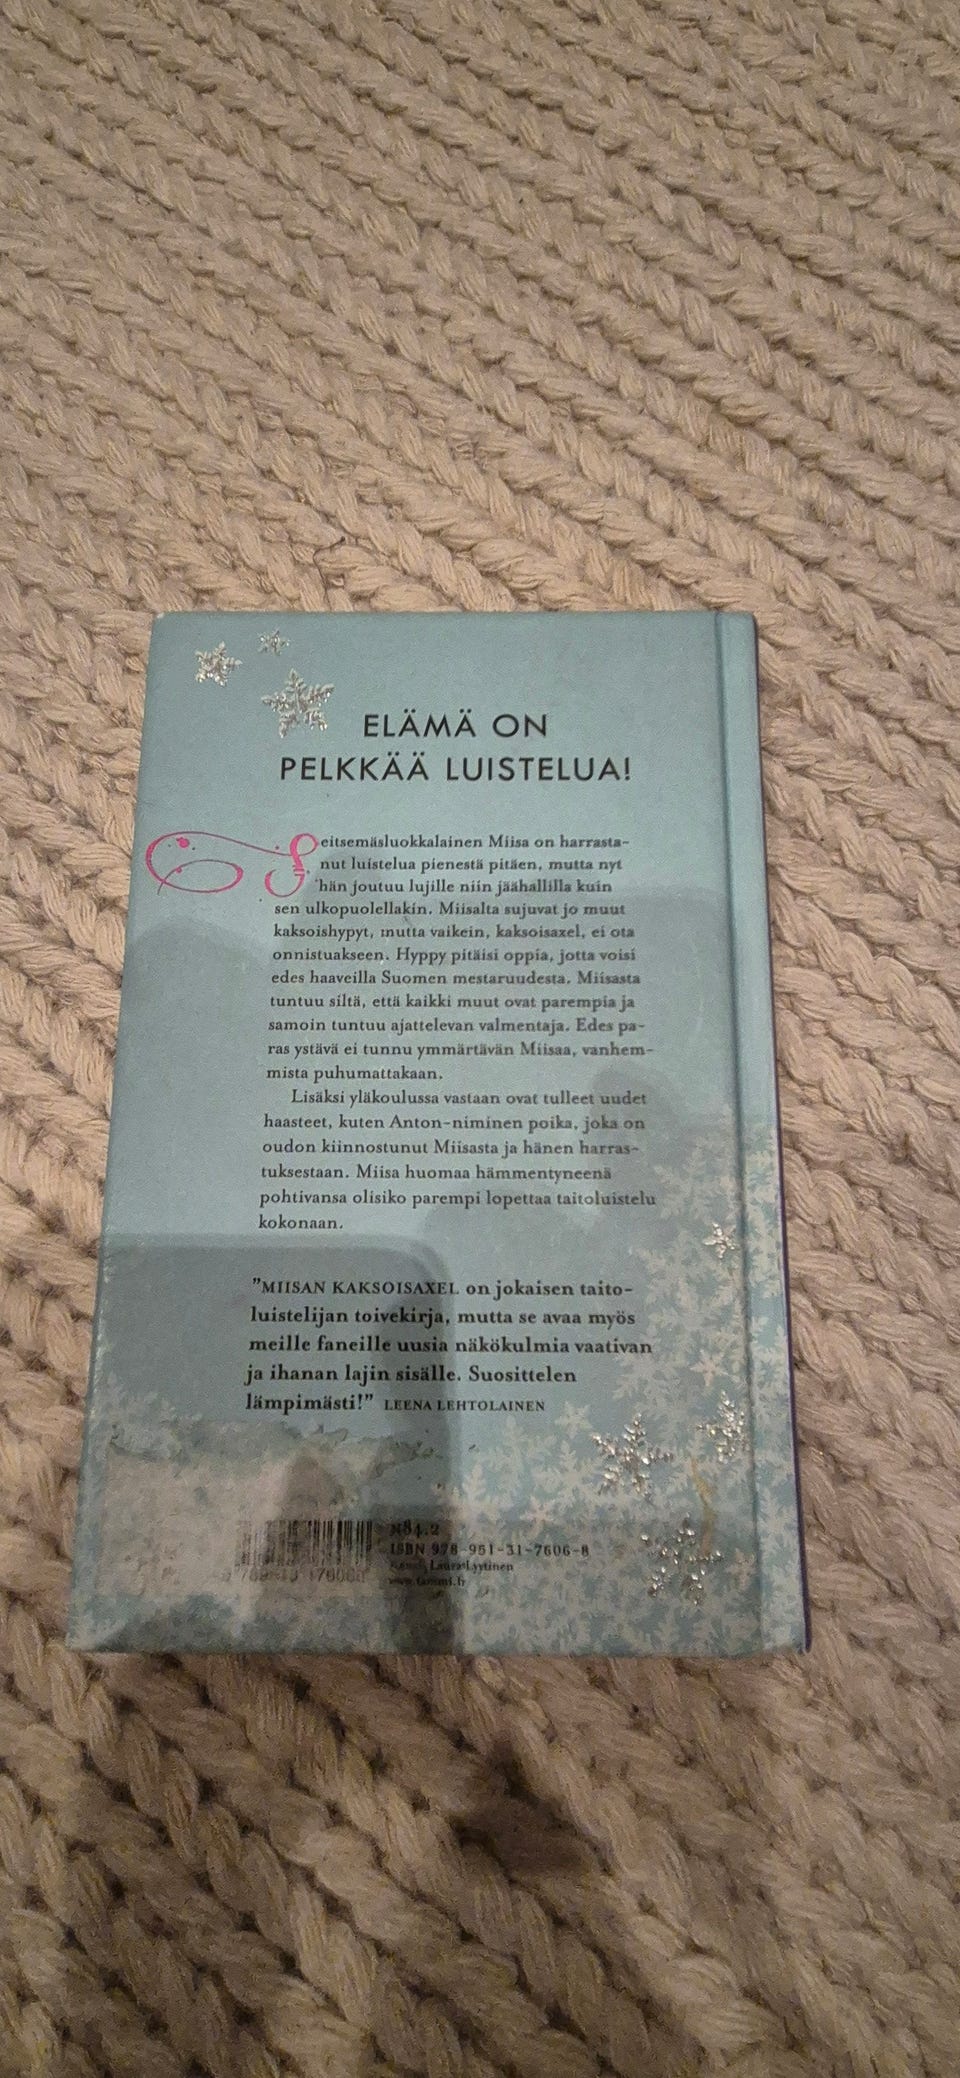 ELÄMÄ ON
PELKKÄÄ LUISTELUA!
Seitsemäsluokkalainen Miisa on harrasta-
nut luistelua pienestä pitäen, mutta nyt
hän joutuu lujille niin jäähallilla kuin
sen ulkopuolellakin. Miisalta sujuvat jo muut
kaksoishypyt, mutta vaikein, kaksoisaxel, ei ota
onnistuakseen. Hyppy pitäisi oppia, jotta voisi
edes haaveilla Suomen mestaruudesta. Miisasta
tuntuu siltä, että kaikki muut ovat parempia ja
samoin tuntuu ajattelevan valmentaja. Edes pa-
ras ystävä ei tunnu ymmärtävän Miisaa, vanhem-
mista puhumattakaan.
Lisäksi yläkoulussa vastaan ovat tulleet uudet
haasteet, kuten Anton-niminen poika, joka on
oudon kiinnostunut Miisasta ja hänen harras-
tuksestaan. Miisa huomaa hämmentyneenä
pohtivansa olisiko parempi lopettaa taitoluistelu
kokonaan.
”MIISAN KAKSOISAXEL on jokaisen taito-
luistelijan toivekirja, mutta se avaa myös
meille faneille uusia näkökulmia vaativan
ja ihanan lajin sisälle. Suosittelen
lämpimästi!” LEENA LEHTOLAINEN
N84.2
ISBN 978-951-31-7606-8
Laura Lyytinen
www.tammi.fi